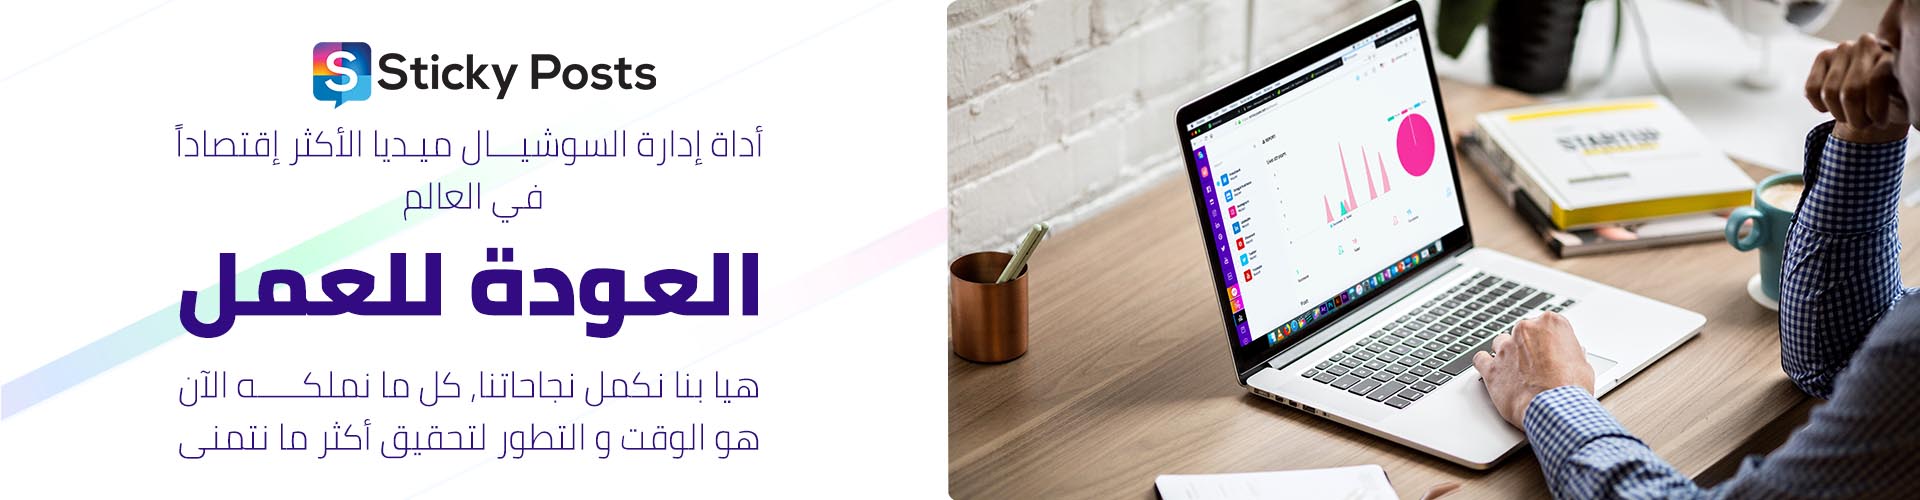 Sticky Posts
أداة إدارة السوشيـــال ميـديا الأكثر إقتصاداً
في العالم
العودة للعمل
هيا بنا نكمل نجاحاتنا, كل ما نملكـــــه الآن
هو الوقت و التطور لتحقيق أكثر ما نتمنى
STARTUP